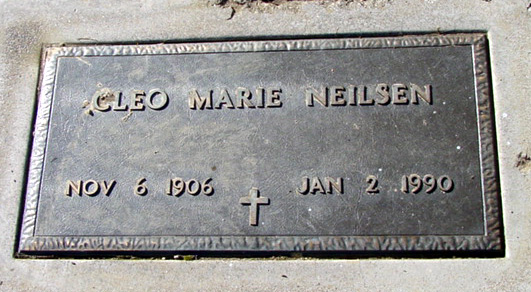 CLEO MARIE NEILSEN
NOV 6 1906 JAN 2 1990